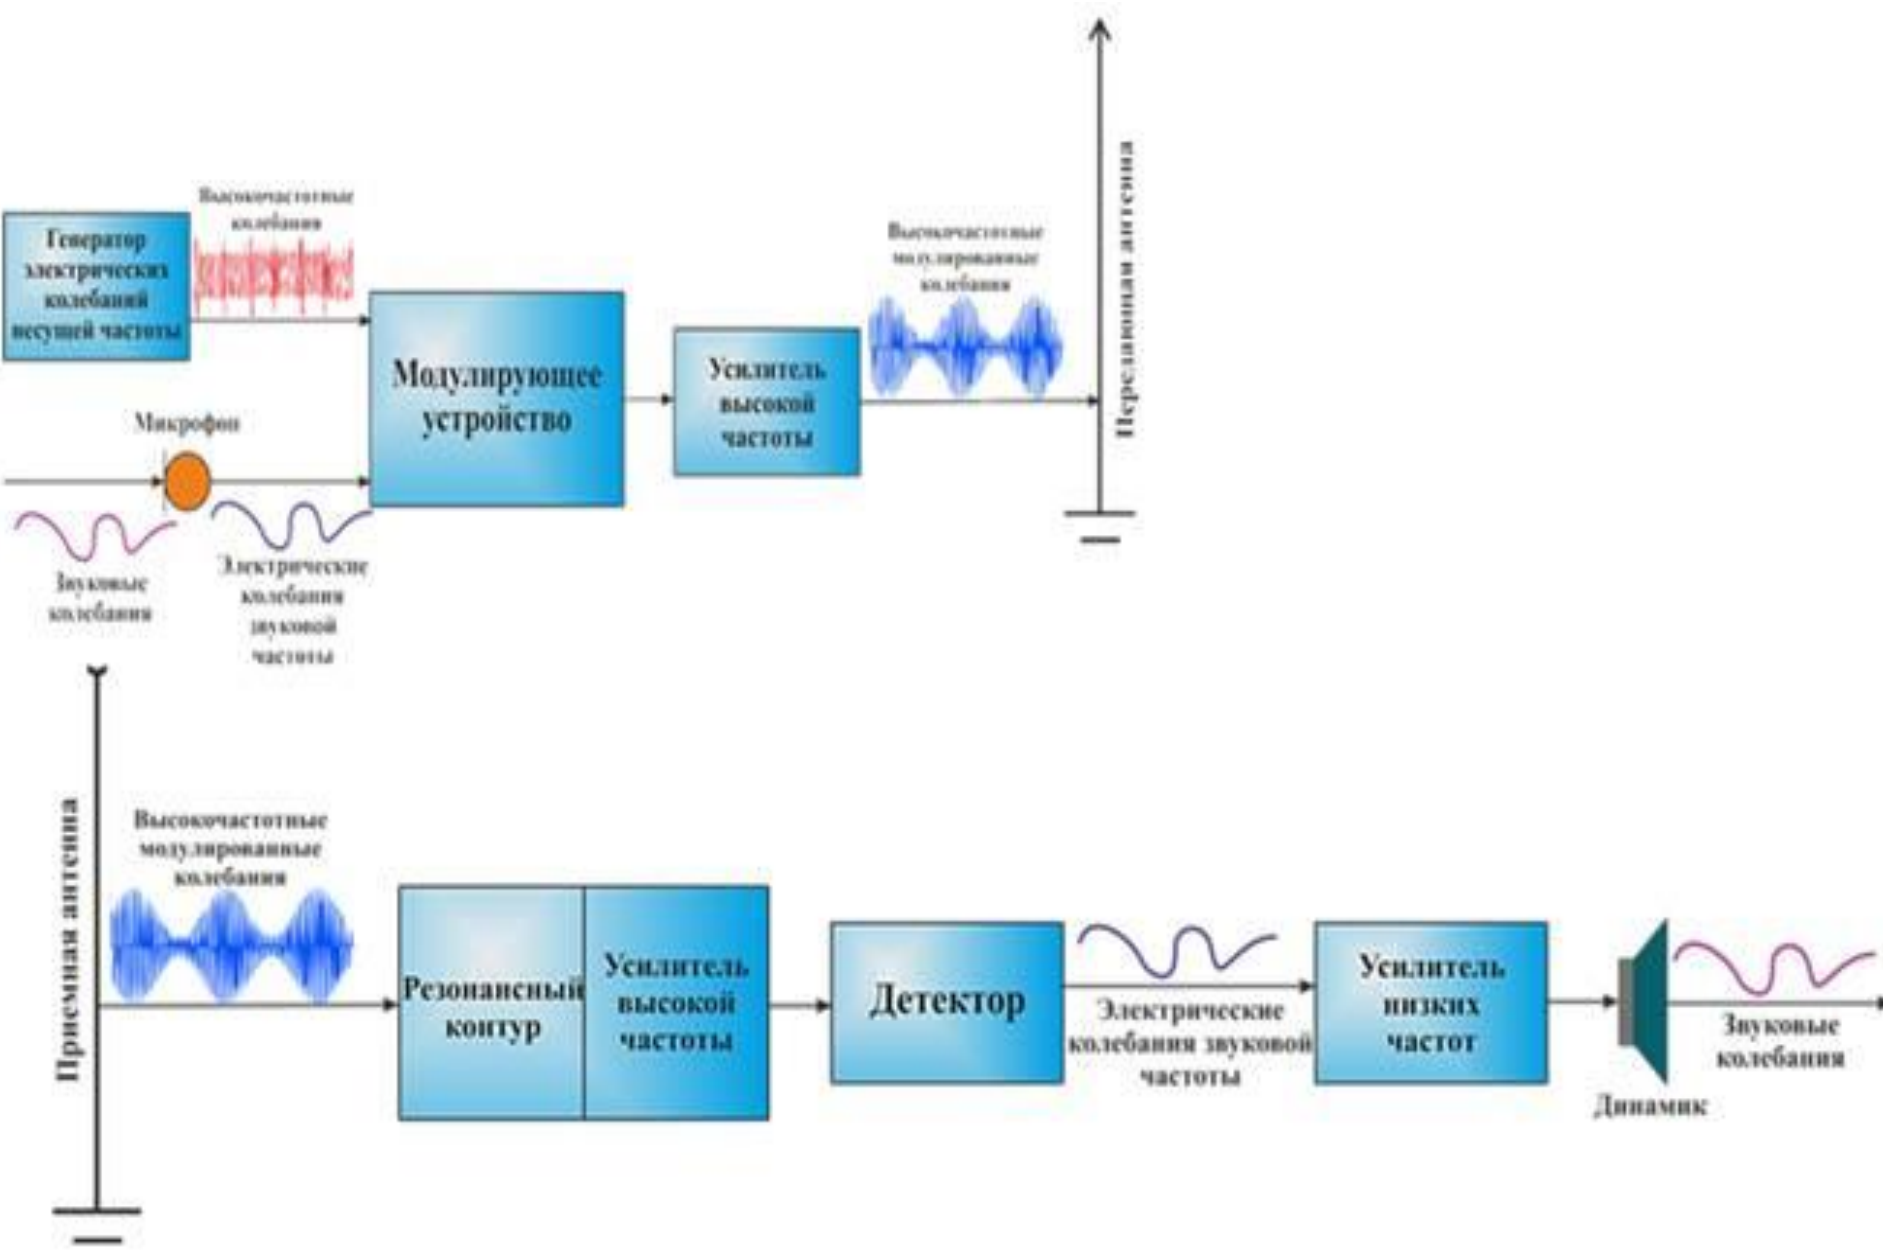 Высокочастотные
колебания
Генератор
электрических
колебаний
несущей частоты
Высокочастотные
модулированные
колебания
Передающая антенна
Модулирующее
устройство
Усилитель
высокой
частоты
Микрофон
Звуковые
колебания
Электрические
колебания
звуковой
частоты
Приемная антенна
Высокочастотные
модулированные
колебания
Резонансный
контур
Усилитель
высокой
частоты
Детектор
Электрические
колебания звуковой
частоты
Усилитель
низких
частот
Динамик
Звуковые
колебания